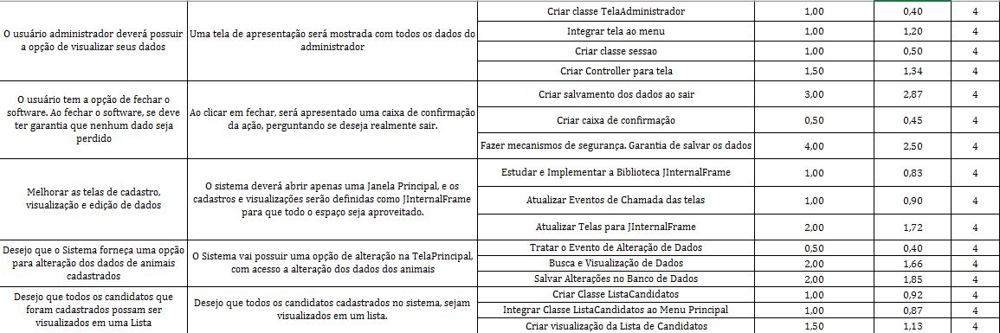 O usuário administrador deverá possuir
a opção de visualizar seus dados
Uma tela de apresentação será mostrada com todos os dados do
administrador
Criar classe TelaAdministrador 1,00 0,40 4
Integrar tela ao menu 1,00 1,20 4
Criar classe sessao 1,00 0,50 4
Criar Controller para tela 1,50 1,34 4
O usuário tem a opção de fechar o
software. Ao fechar o software, se deve
ter garantia que nenhum dado seja
perdido
Ao clicar em fechar, será apresentado uma caixa de confirmação
da ação, perguntando se deseja realmente sair.
Criar salvamento dos dados ao sair 3,00 2,87 4
Criar caixa de confirmação 0,50 0,45 4
Fazer mecanismos de segurança. Garantia de salvar os dados 4,00 2,50 4
Melhorar as telas de cadastro,
visualização e edição de dados
O sistema deverá abrir apenas uma Janela Principal, e os
cadastros e visualizações serão definidas como JInternalFrame
para que todo o espaço seja aproveitado.
Estudar e Implementar a Biblioteca JInternalFrame 1,00 0,83 4
Atualizar Eventos de Chamada das telas 1,00 0,90 4
Atualizar Telas para JInternalFrame 2,00 1,72 4
Desejo que o Sistema forneça uma opção
para alteração dos dados de animais
cadastrados
O Sistema vai possuir uma opção de alteração na TelaPrincipal,
com acesso a alteração dos dados dos animais
Tratar o Evento de Alteração de Dados 0,50 0,40 4
Busca e Visualização de Dados 2,00 1,66 4
Salvar Alterações no Banco de Dados 2,00 1,85 4
Desejo que todos os candidatos que
foram cadastrados possam ser
visualizados em uma Lista
Desejo que todos os candidatos cadastrados no sistema, sejam
visualizados em um lista.
Criar Classe ListaCandidatos 1,00 0,92 4
Integrar Classe ListaCandidatos ao Menu Principal 1,00 0,87 4
Criar visualização da Lista de Candidatos 1,50 1,13 4